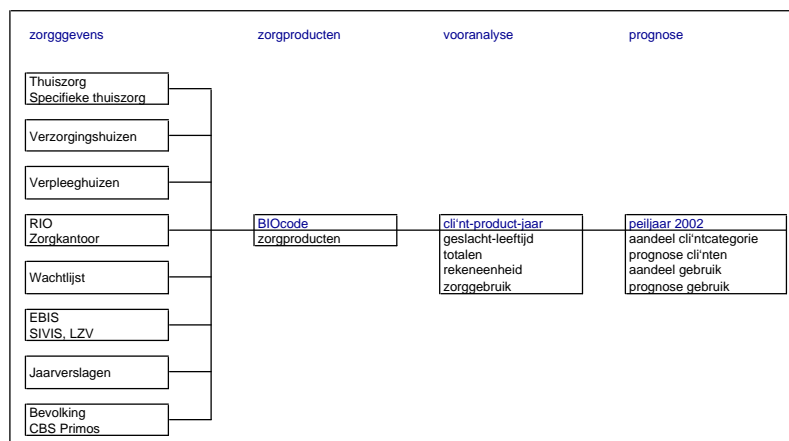 zorgggevens zorgproducten vooranalyse prognose
Thuiszorg
Specifieke thuiszorg
Verzorgingshuizen
Verpleeghuizen
RIO
Zorgkantoor
Wachtlijst
EBIS
SIVIS, LZV
Jaarverslagen
Bevolking
CBS Primos
BIOcode
zorgproducten
cli‘nt-product-jaar
geslacht-leeftijd
totalen
rekeneenheid
zorggebruik
peiljaar 2002
aandeel cli‘ntcategorie
prognose cli‘nten
aandeel gebruik
prognose gebruik